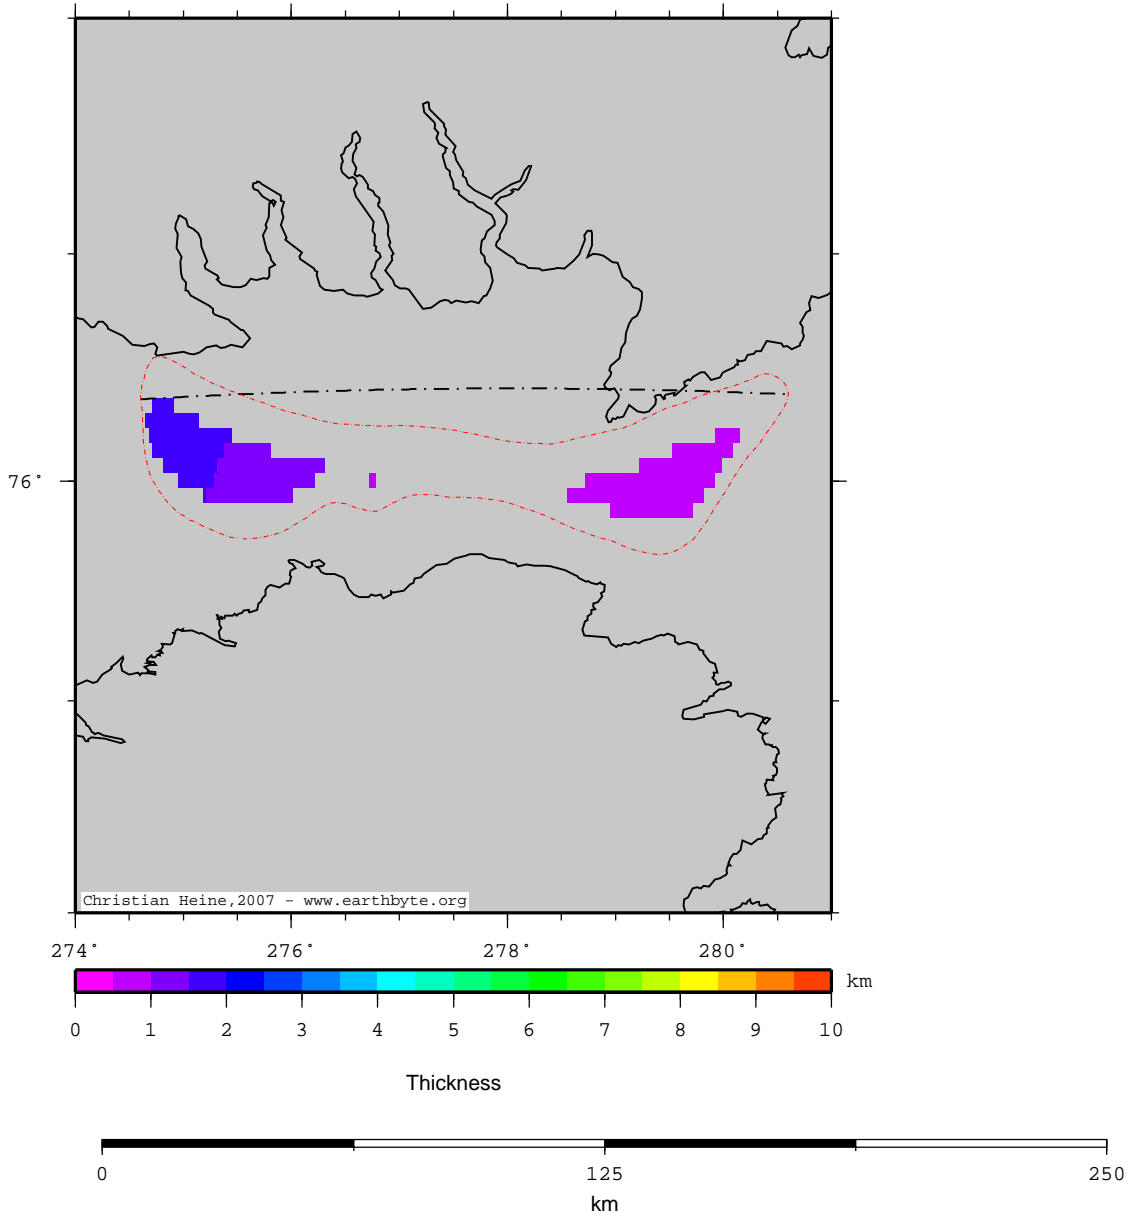 76°
Christian Heine,2007 - www.earthbyte.org
274° 276° 278° 280°
km
0 1 2 3 4 5 6 7 8 9 10
Thickness
0 125 250
km